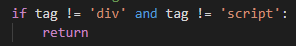 if tag != 'div' and tag != 'script':
    return